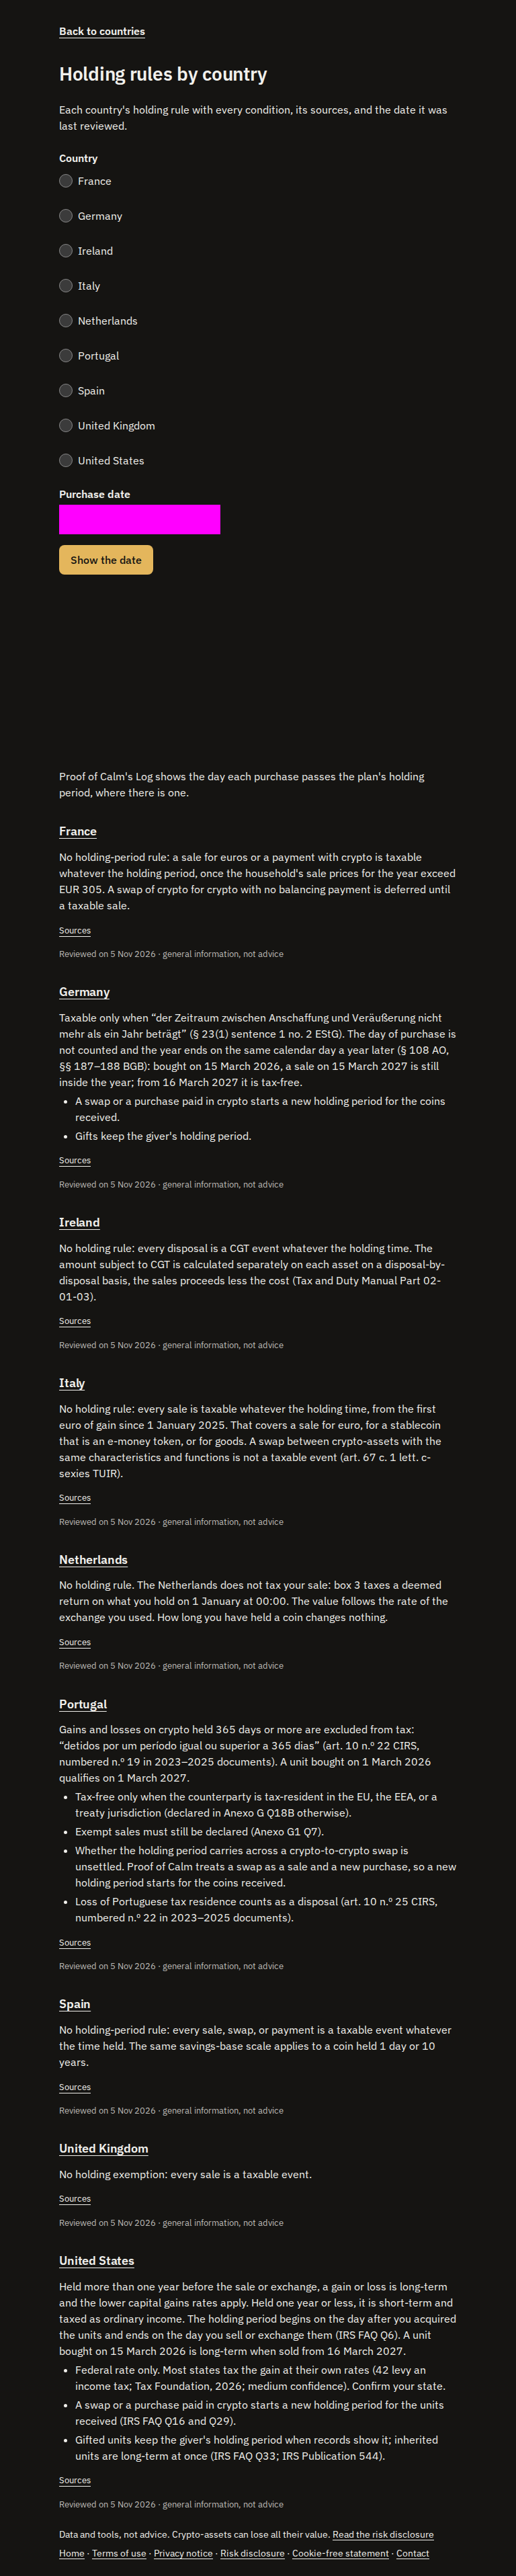 Back to countries
Holding rules by country
Each country's holding rule with every condition, its sources, and the date it was
last reviewed.
Country
France
Germany
Ireland
Italy
Netherlands
Portugal
Spain
United Kingdom
United States
Purchase date
Show the date
Proof of Calm's Log shows the day each purchase passes the plan's holding
period, where there is one.
France
No holding-period rule: a sale for euros or a payment with crypto is taxable
whatever the holding period, once the household's sale prices for the year exceed
EUR 305. A swap of crypto for crypto with no balancing payment is deferred until
a taxable sale.
Sources
Reviewed on 5 Nov 2026 · general information, not advice
Germany
Taxable only when “der Zeitraum zwischen Anschaffung und Veräußerung nicht
mehr als ein Jahr beträgt” (§ 23(1) sentence 1 no. 2 EStG). The day of purchase is
not counted and the year ends on the same calendar day a year later (§ 108 AO,
§§ 187–188 BGB): bought on 15 March 2026, a sale on 15 March 2027 is still
inside the year; from 16 March 2027 it is tax-free.
• A swap or a purchase paid in crypto starts a new holding period for the coins
received.
• Gifts keep the giver's holding period.
Sources
Reviewed on 5 Nov 2026 · general information, not advice
Ireland
No holding rule: every disposal is a CGT event whatever the holding time. The
amount subject to CGT is calculated separately on each asset on a disposal-by-
disposal basis, the sales proceeds less the cost (Tax and Duty Manual Part 02-
01-03).
Sources
Reviewed on 5 Nov 2026 · general information, not advice
Italy
No holding rule: every sale is taxable whatever the holding time, from the first
euro of gain since 1 January 2025. That covers a sale for euro, for a stablecoin
that is an e-money token, or for goods. A swap between crypto-assets with the
same characteristics and functions is not a taxable event (art. 67 c. 1 lett. c-
sexies TUIR).
Sources
Reviewed on 5 Nov 2026 · general information, not advice
Netherlands
No holding rule. The Netherlands does not tax your sale: box 3 taxes a deemed
return on what you hold on 1 January at 00:00. The value follows the rate of the
exchange you used. How long you have held a coin changes nothing.
Sources
Reviewed on 5 Nov 2026 · general information, not advice
Portugal
Gains and losses on crypto held 365 days or more are excluded from tax:
“detidos por um período igual ou superior a 365 dias” (art. 10 n.º 22 CIRS,
numbered n.º 19 in 2023–2025 documents). A unit bought on 1 March 2026
qualifies on 1 March 2027.
• Tax-free only when the counterparty is tax-resident in the EU, the EEA, or a
treaty jurisdiction (declared in Anexo G Q18B otherwise).
• Exempt sales must still be declared (Anexo G1 Q7).
• Whether the holding period carries across a crypto-to-crypto swap is
unsettled. Proof of Calm treats a swap as a sale and a new purchase, so a new
holding period starts for the coins received.
• Loss of Portuguese tax residence counts as a disposal (art. 10 n.º 25 CIRS,
numbered n.º 22 in 2023–2025 documents).
Sources
Reviewed on 5 Nov 2026 · general information, not advice
Spain
No holding-period rule: every sale, swap, or payment is a taxable event whatever
the time held. The same savings-base scale applies to a coin held 1 day or 10
years.
Sources
Reviewed on 5 Nov 2026 · general information, not advice
United Kingdom
No holding exemption: every sale is a taxable event.
Sources
Reviewed on 5 Nov 2026 · general information, not advice
United States
Held more than one year before the sale or exchange, a gain or loss is long-term
and the lower capital gains rates apply. Held one year or less, it is short-term and
taxed as ordinary income. The holding period begins on the day after you acquired
the units and ends on the day you sell or exchange them (IRS FAQ Q6). A unit
bought on 15 March 2026 is long-term when sold from 16 March 2027.
• Federal rate only. Most states tax the gain at their own rates (42 levy an
income tax; Tax Foundation, 2026; medium confidence). Confirm your state.
• A swap or a purchase paid in crypto starts a new holding period for the units
received (IRS FAQ Q16 and Q29).
• Gifted units keep the giver's holding period when records show it; inherited
units are long-term at once (IRS FAQ Q33; IRS Publication 544).
Sources
Reviewed on 5 Nov 2026 · general information, not advice
Data and tools, not advice. Crypto-assets can lose all their value. Read the risk disclosure
Home · Terms of use · Privacy notice · Risk disclosure · Cookie-free statement · Contact